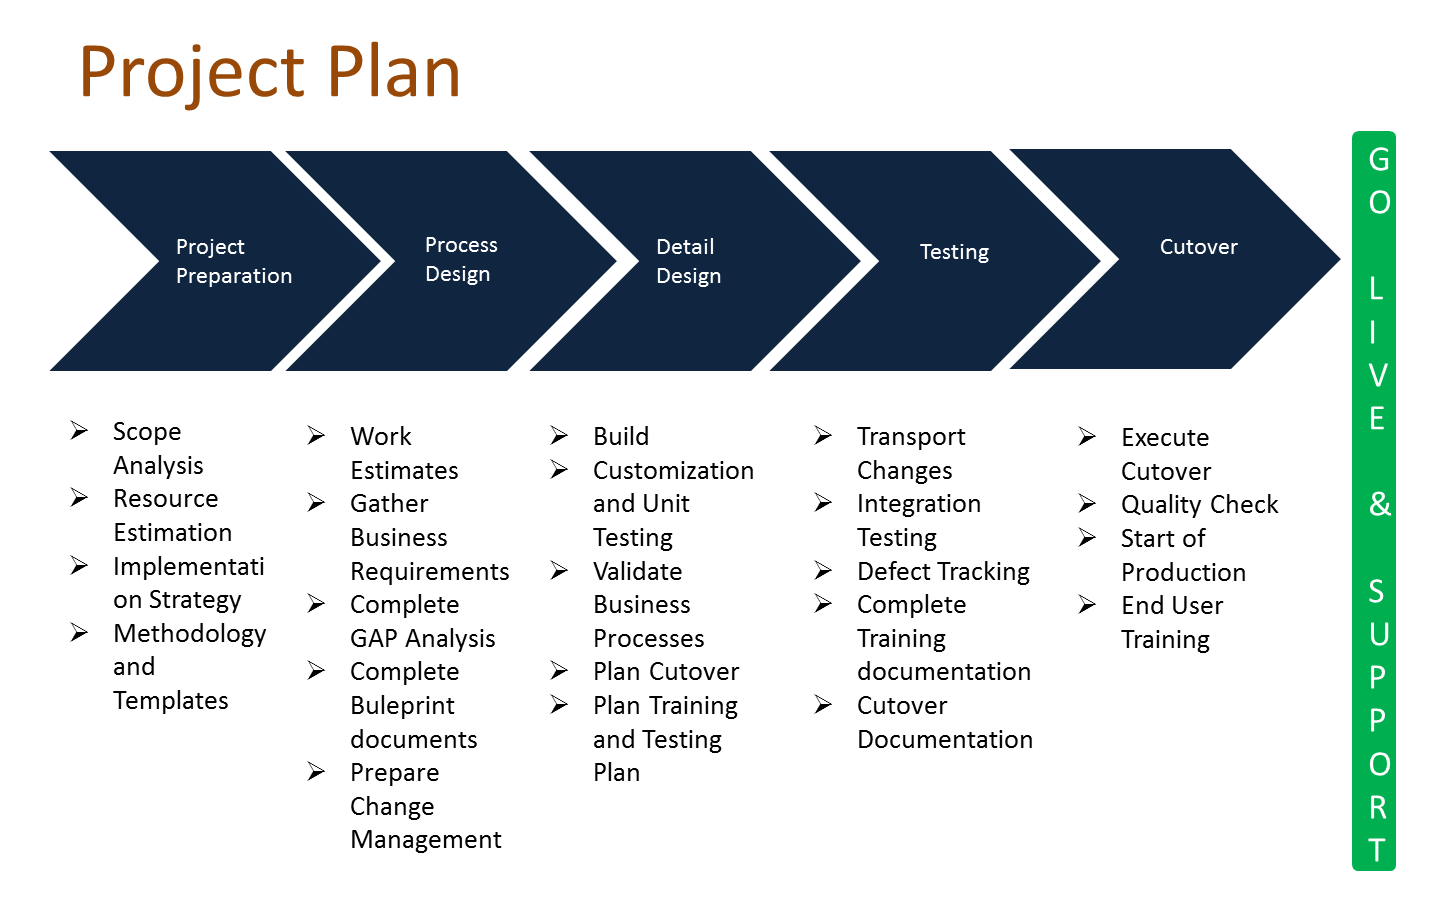 Project Plan
Project
Preparation
Process
Design
Detail
Design
Testing
Cutover
Scope
Analysis
Resource
Estimation
Implementati
on Strategy
Methodology
and
Templates
Work
Estimates
Gather
Business
Requirements
Complete
GAP Analysis
Complete
Buleprint
documents
Prepare
Change
Management
Build
Customization
and Unit
Testing
Validate
Business
Processes
Plan Cutover
Plan Training
and Testing
Plan
Transport
Changes
Integration
Testing
Defect Tracking
Complete
Training
documentation
Cutover
Documentation
Execute
Cutover
Quality Check
Start of
Production
End User
Training
GO LIVE & SUPPORT